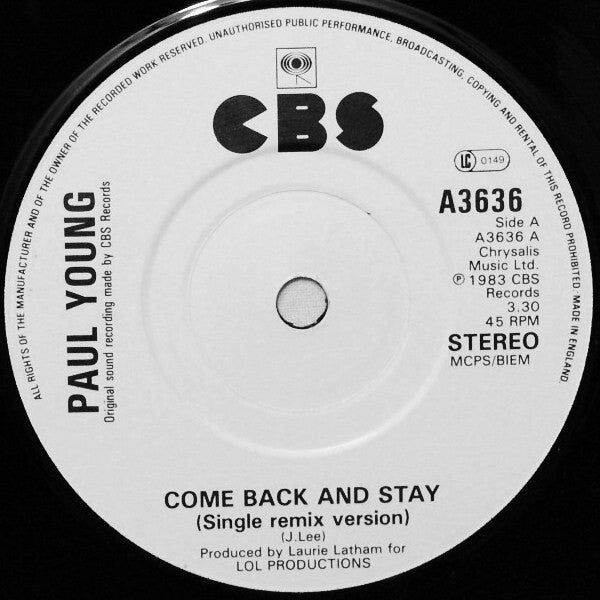 ALL RIGHTS OF THE MANUFACTURER AND OF THE OWNER OF THE RECORDED WORK RESERVED. UNAUTHORISED PUBLIC PERFORMANCE, BROADCASTING, COPYING AND RENTAL OF THIS RECORD PROHIBITED · MADE IN ENGLAND.
CBS
LC 0149
PAUL YOUNG
Original sound recording made by CBS Records
A3636
Side A
A3636 A
Chrysalis
Music Ltd.
℗ 1983 CBS
Records
3.30
45 RPM
STEREO
MCPS/BIEM
COME BACK AND STAY
(Single remix version)
(J.Lee)
Produced by Laurie Latham for
LOL PRODUCTIONS